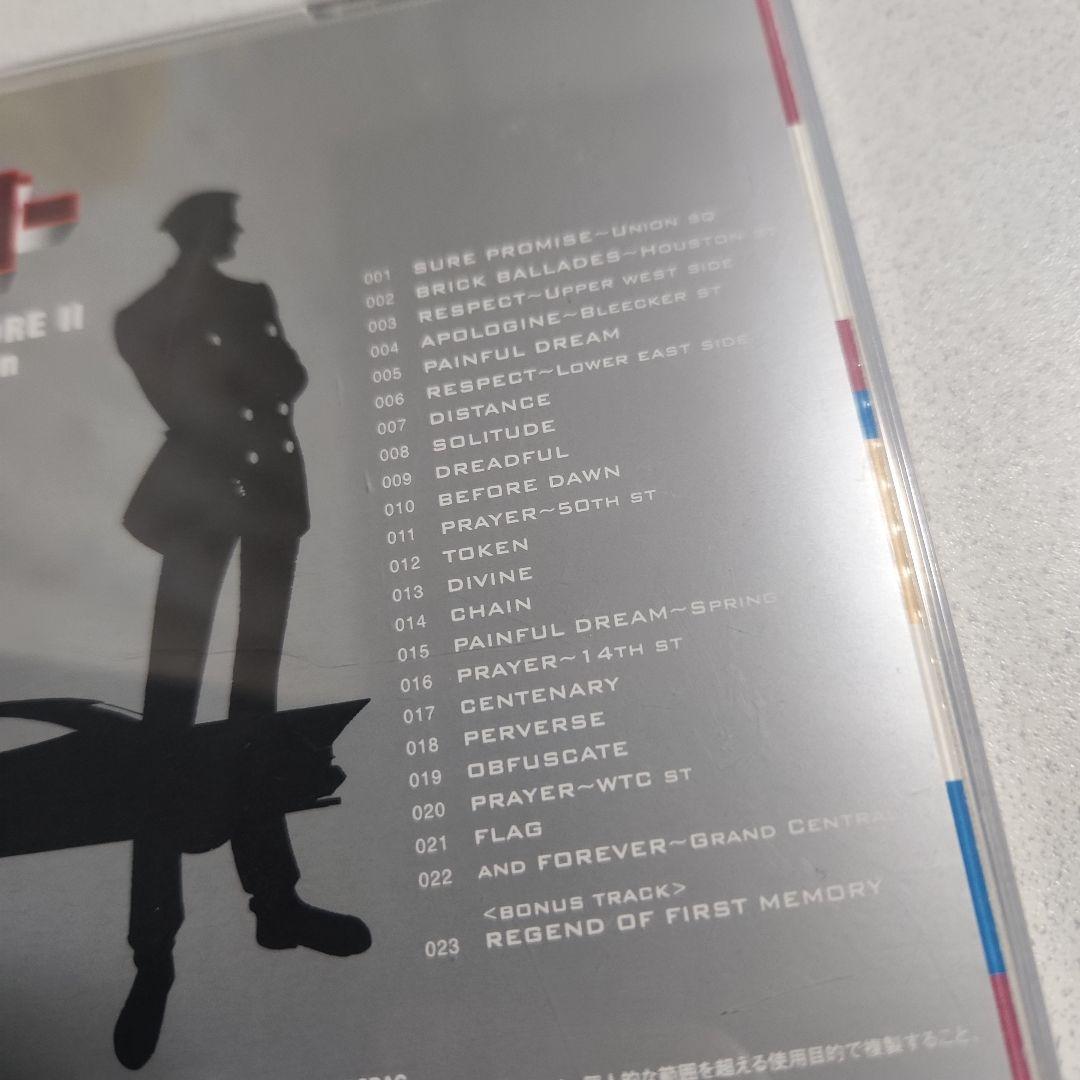 ー
ORE II
n
001 SURE PROMISE~UNION SQ
002 BRICK BALLADES~HOUSTON ST
003 RESPECT~UPPER WEST SIDE
004 APOLOGINE~BLEECKER ST
005 PAINFUL DREAM
006 RESPECT~LOWER EAST SIDE
007 DISTANCE
008 SOLITUDE
009 DREADFUL
010 BEFORE DAWN
011 PRAYER~50TH ST
012 TOKEN
013 DIVINE
014 CHAIN
015 PAINFUL DREAM~SPRING
016 PRAYER~14TH ST
017 CENTENARY
018 PERVERSE
019 OBFUSCATE
020 PRAYER~WTC ST
021 FLAG
022 AND FOREVER~GRAND CENTRAL
<BONUS TRACK>
023 REGEND OF FIRST MEMORY
個人的な範囲を超える使用目的で複製すること、